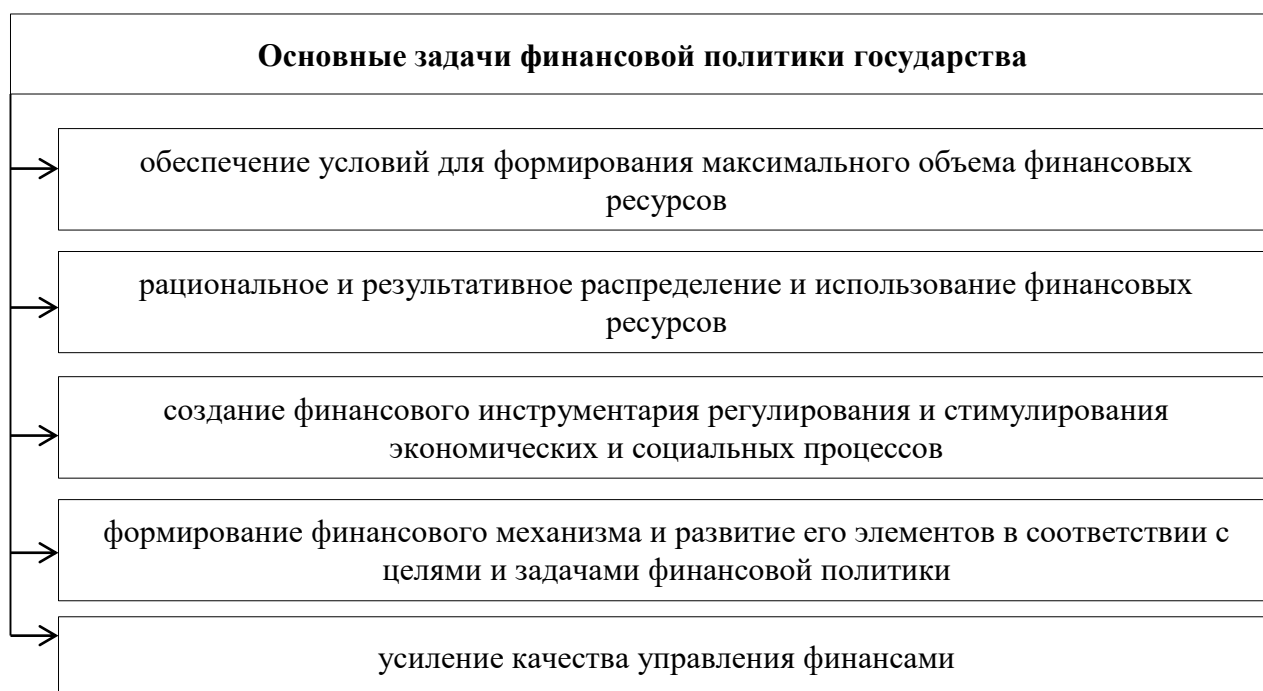 Основные задачи финансовой политики государства
обеспечение условий для формирования максимального объема финансовых
ресурсов
рациональное и результативное распределение и использование финансовых
ресурсов
создание финансового инструментария регулирования и стимулирования
экономических и социальных процессов
формирование финансового механизма и развитие его элементов в соответствии с
целями и задачами финансовой политики
усиление качества управления финансами